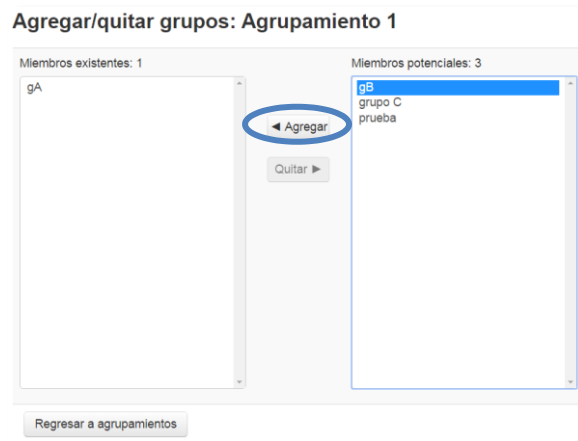 Agregar/quitar grupos: Agrupamiento 1
Miembros existentes: 1
gA
◄ Agregar
Quitar ►
Miembros potenciales: 3
gB
grupo C
prueba
Regresar a agrupamientos